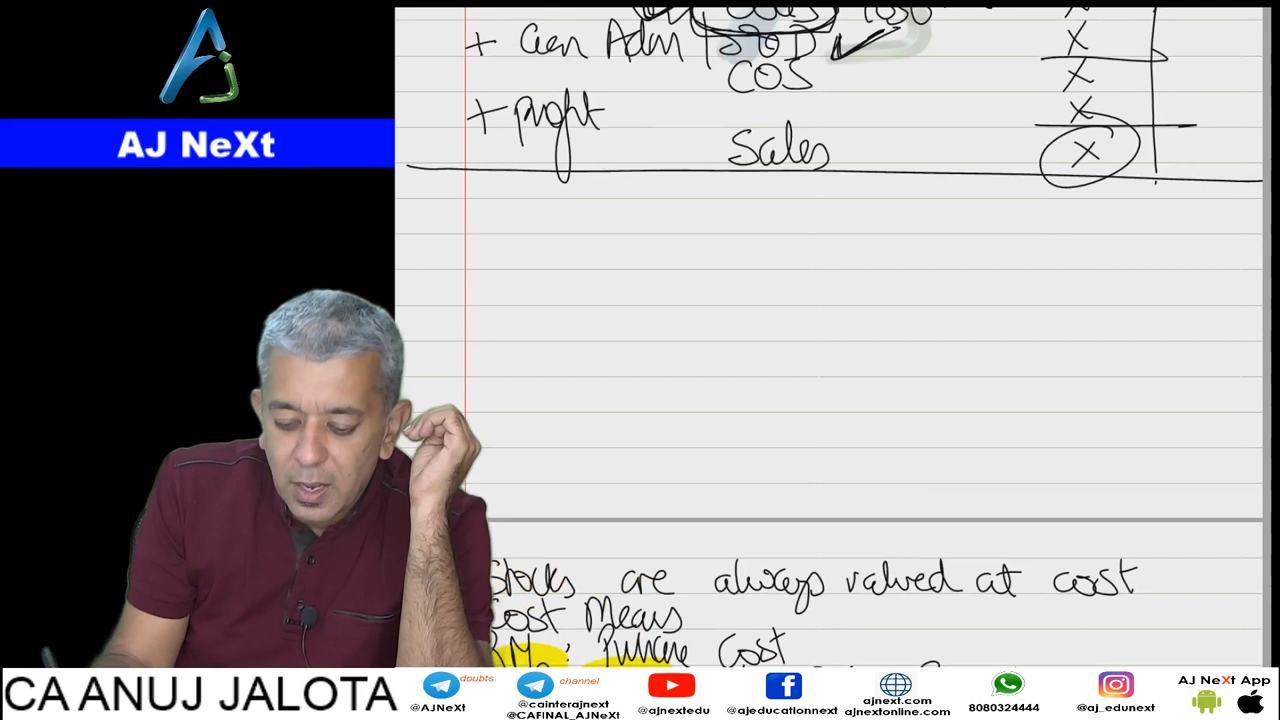 + Gen Adm / S O D
COS
+ profit
Sales
AJ NeXt
Stocks are always valued at cost
Cost Means
RM : Purchase Cost
CA ANUJ JALOTA
doubts
@AJNeXt
channel
@cainterajnext
@CAFINAL_AJNeXt
@ajnextedu
@ajeducationnext
ajnext.com
ajnextonline.com
8080324444
@aj_edunext
AJ NeXt App